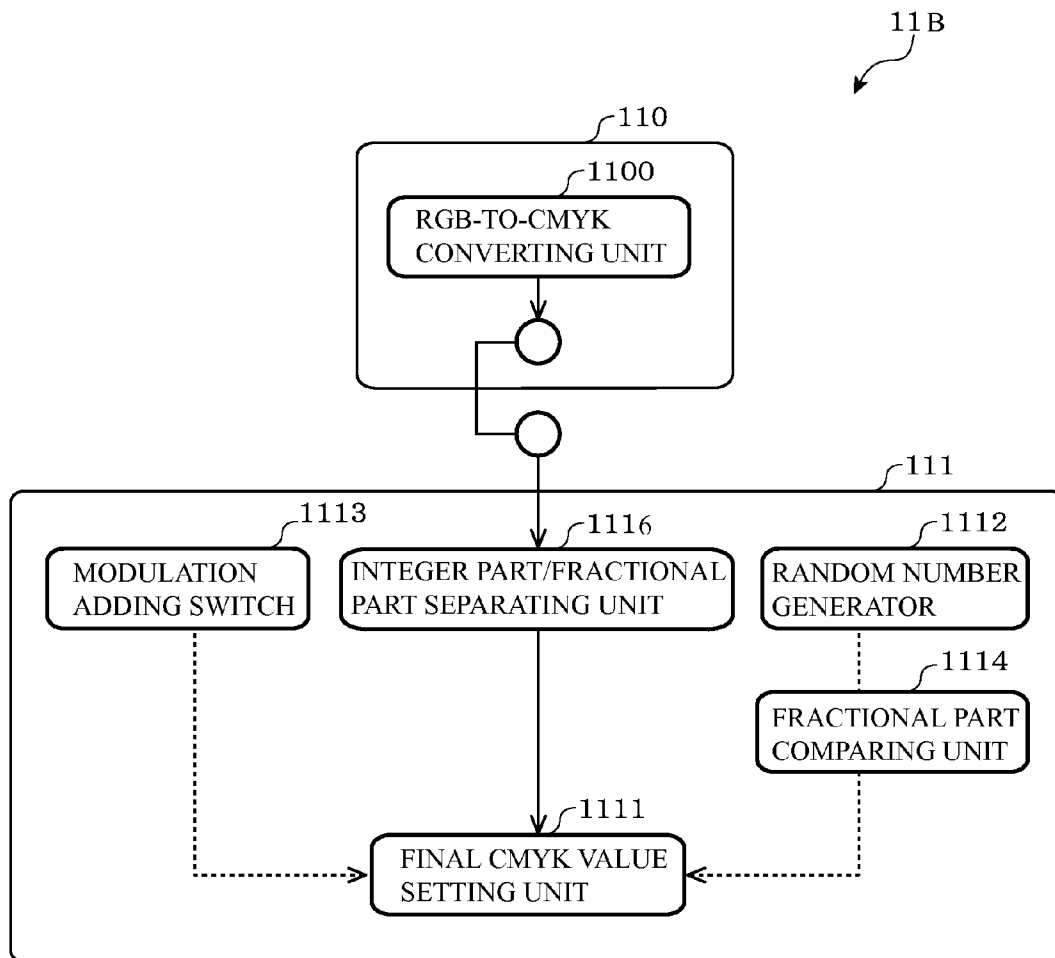 11B
110
1100
RGB-TO-CMYK
CONVERTING UNIT
111
1113
MODULATION
ADDING SWITCH
1116
INTEGER PART/FRACTIONAL
PART SEPARATING UNIT
1112
RANDOM NUMBER
GENERATOR
1114
FRACTIONAL PART
COMPARING UNIT
1111
FINAL CMYK VALUE
SETTING UNIT